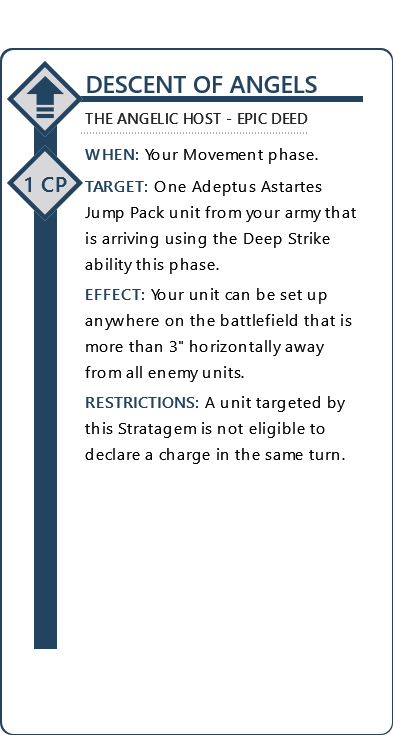 DESCENT OF ANGELS
THE ANGELIC HOST - EPIC DEED
WHEN: Your Movement phase.
1 CP
TARGET: One Adeptus Astartes
Jump Pack unit from your army that
is arriving using the Deep Strike
ability this phase.
EFFECT: Your unit can be set up
anywhere on the battlefield that is
more than 3" horizontally away
from all enemy units.
RESTRICTIONS: A unit targeted by
this Stratagem is not eligible to
declare a charge in the same turn.